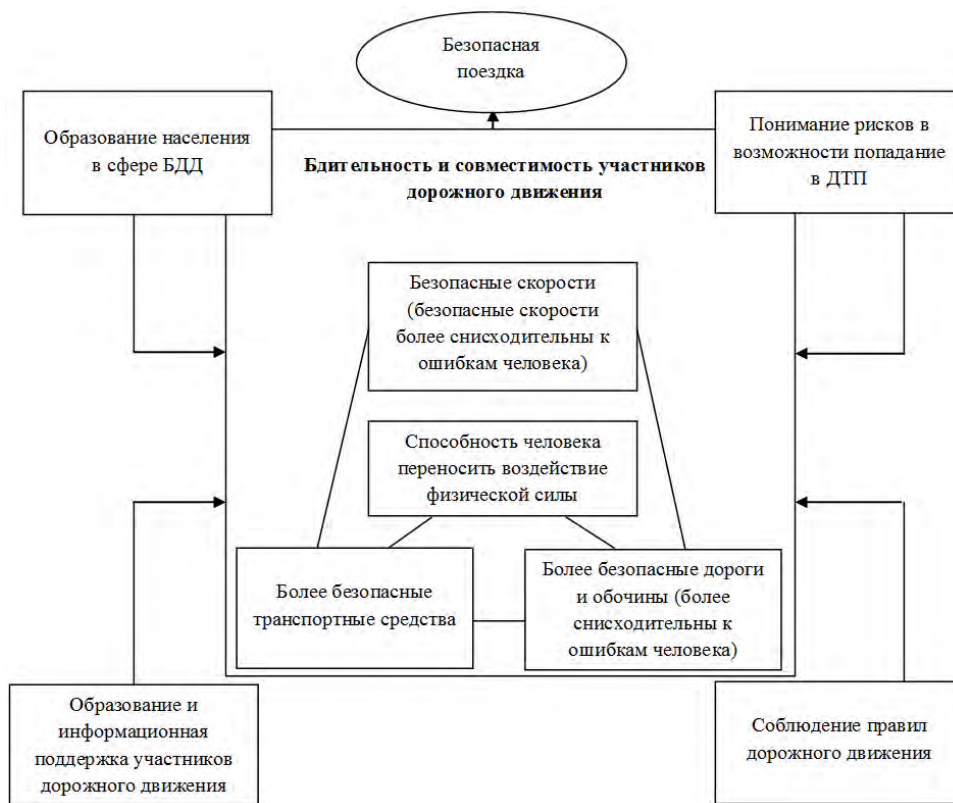 Безопасная
поездка
Образование населения
в сфере БДД
Понимание рисков в
возможности попадание
в ДТП
Бдительность и совместимость участников
дорожного движения
Безопасные скорости
(безопасные скорости
более снисходительны к
ошибкам человека)
Способность человека
переносить воздействие
физической силы
Более безопасные
транспортные средства
Более безопасные дороги
и обочины (более
снисходительны к
ошибкам человека)
Образование и
информационная
поддержка участников
дорожного движения
Соблюдение правил
дорожного движения